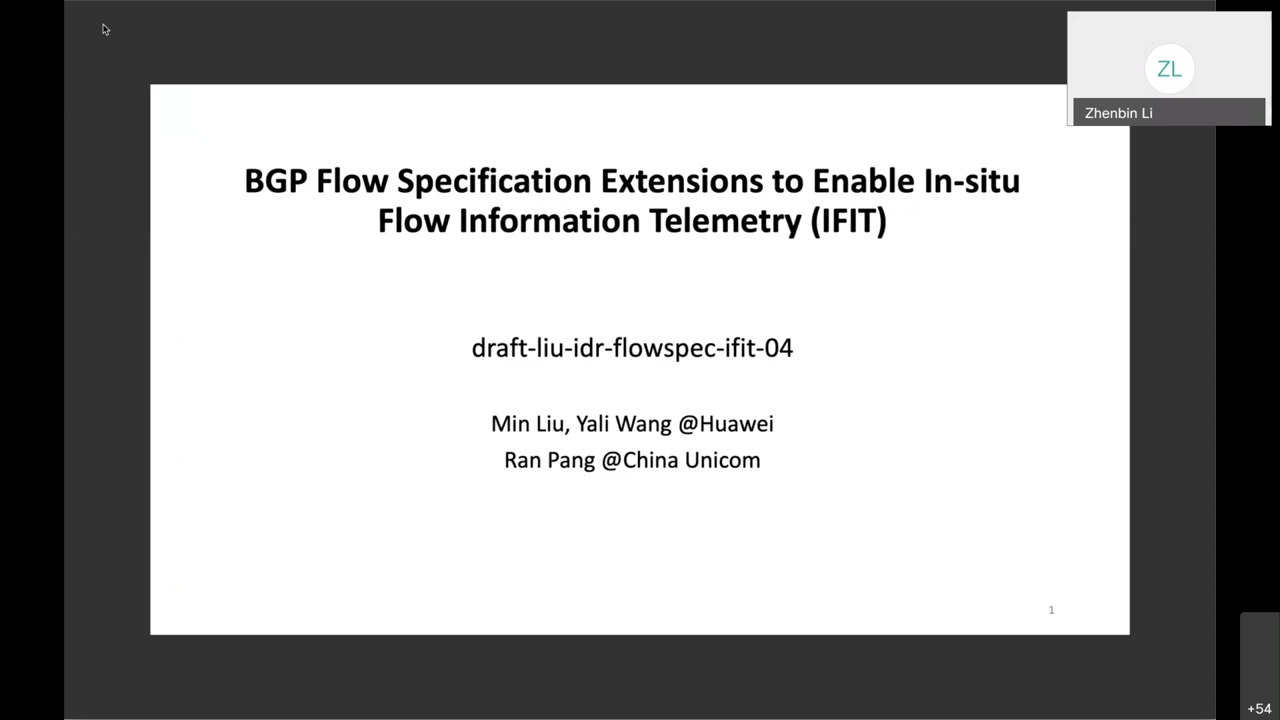 ZL
Zhenbin Li
BGP Flow Specification Extensions to Enable In-situ
Flow Information Telemetry (IFIT)
draft-liu-idr-flowspec-ifit-04
Min Liu, Yali Wang @Huawei
Ran Pang @China Unicom
1
+54